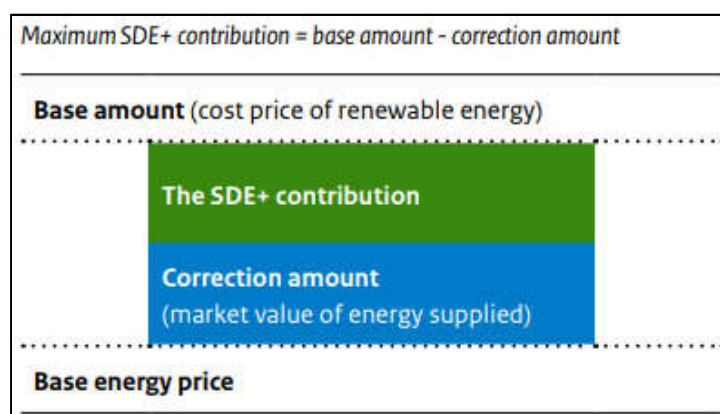 Maximum SDE+ contribution = base amount - correction amount
Base amount (cost price of renewable energy)
The SDE+ contribution
Correction amount
(market value of energy supplied)
Base energy price